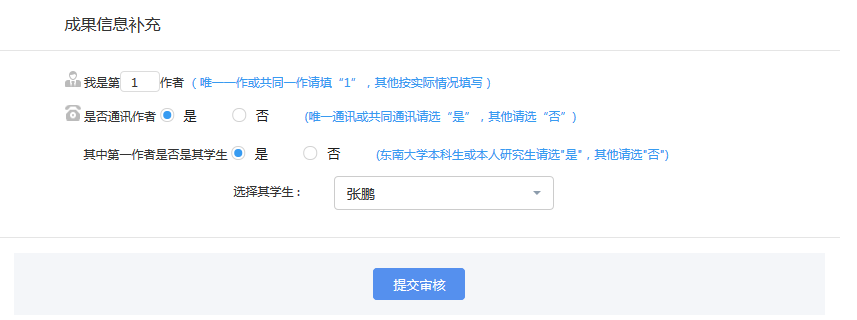 成果信息补充
我是第 1 作者 (唯一一作或共同一作请填“1”，其他按实际情况填写)
是否通讯作者 是 否 (唯一通讯或共同通讯请选“是”，其他请选“否”)
其中第一作者是否是其学生 是 否 (东南大学本科生或本人研究生请选"是"，其他请选"否")
选择其学生： 张鹏
提交审核